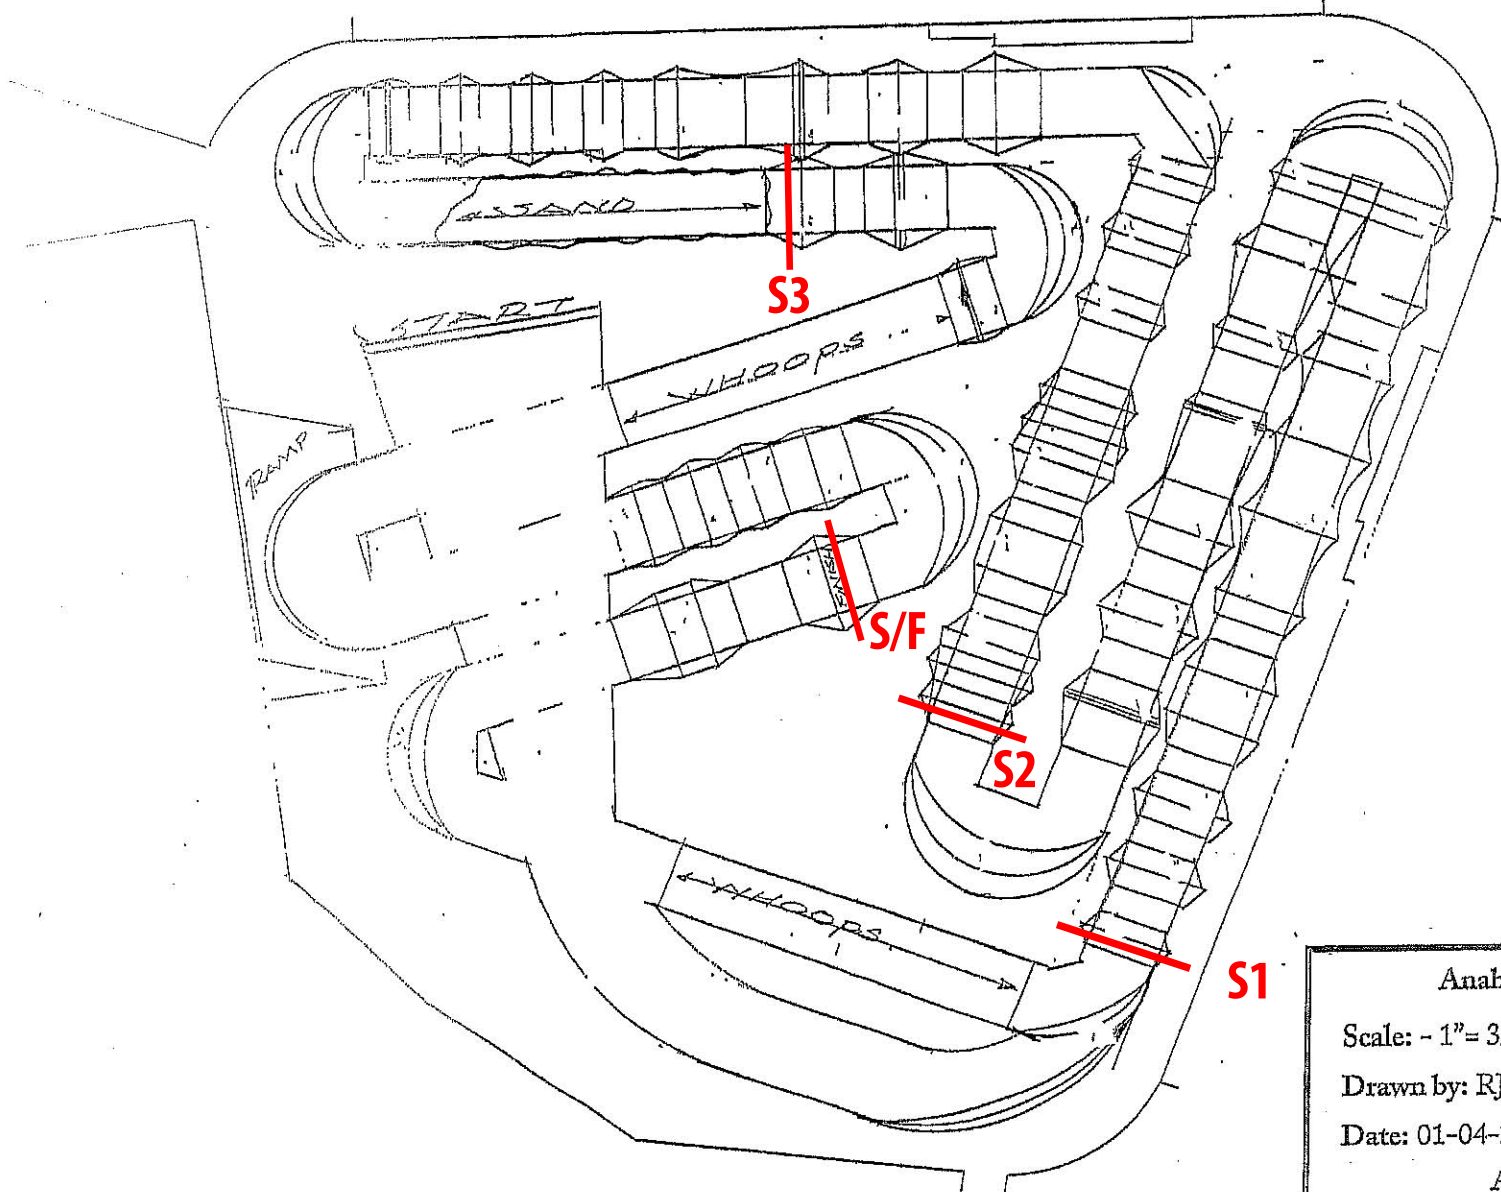 SAND
S3
START
WHOOPS
RAMP
FINISH
S/F
S2
WHOOPS
S1
Anah
Scale: - 1"= 3
Drawn by: RJ
Date: 01-04-
A